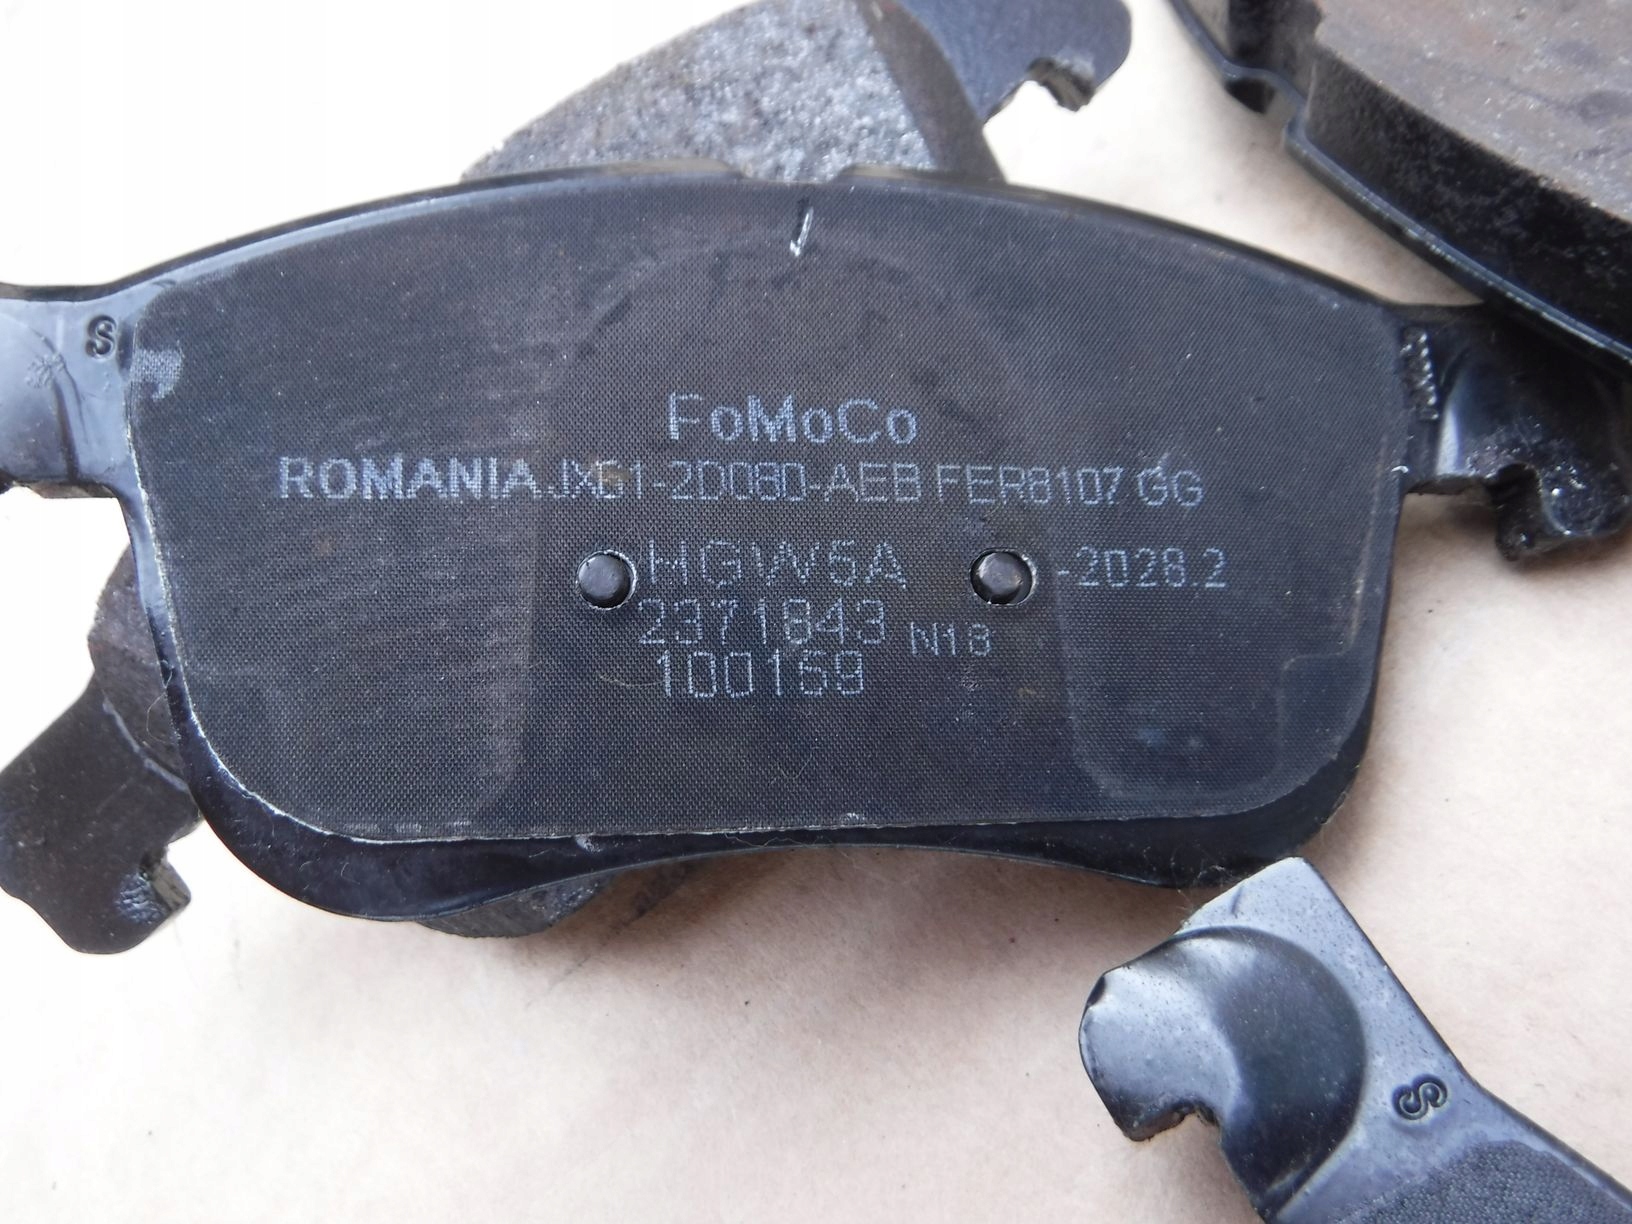 S
FoMoCo
ROMANIA JX61-2D080-AEB FER8107 GG
HGW5A -2028.2
2371843 N18
100169
S